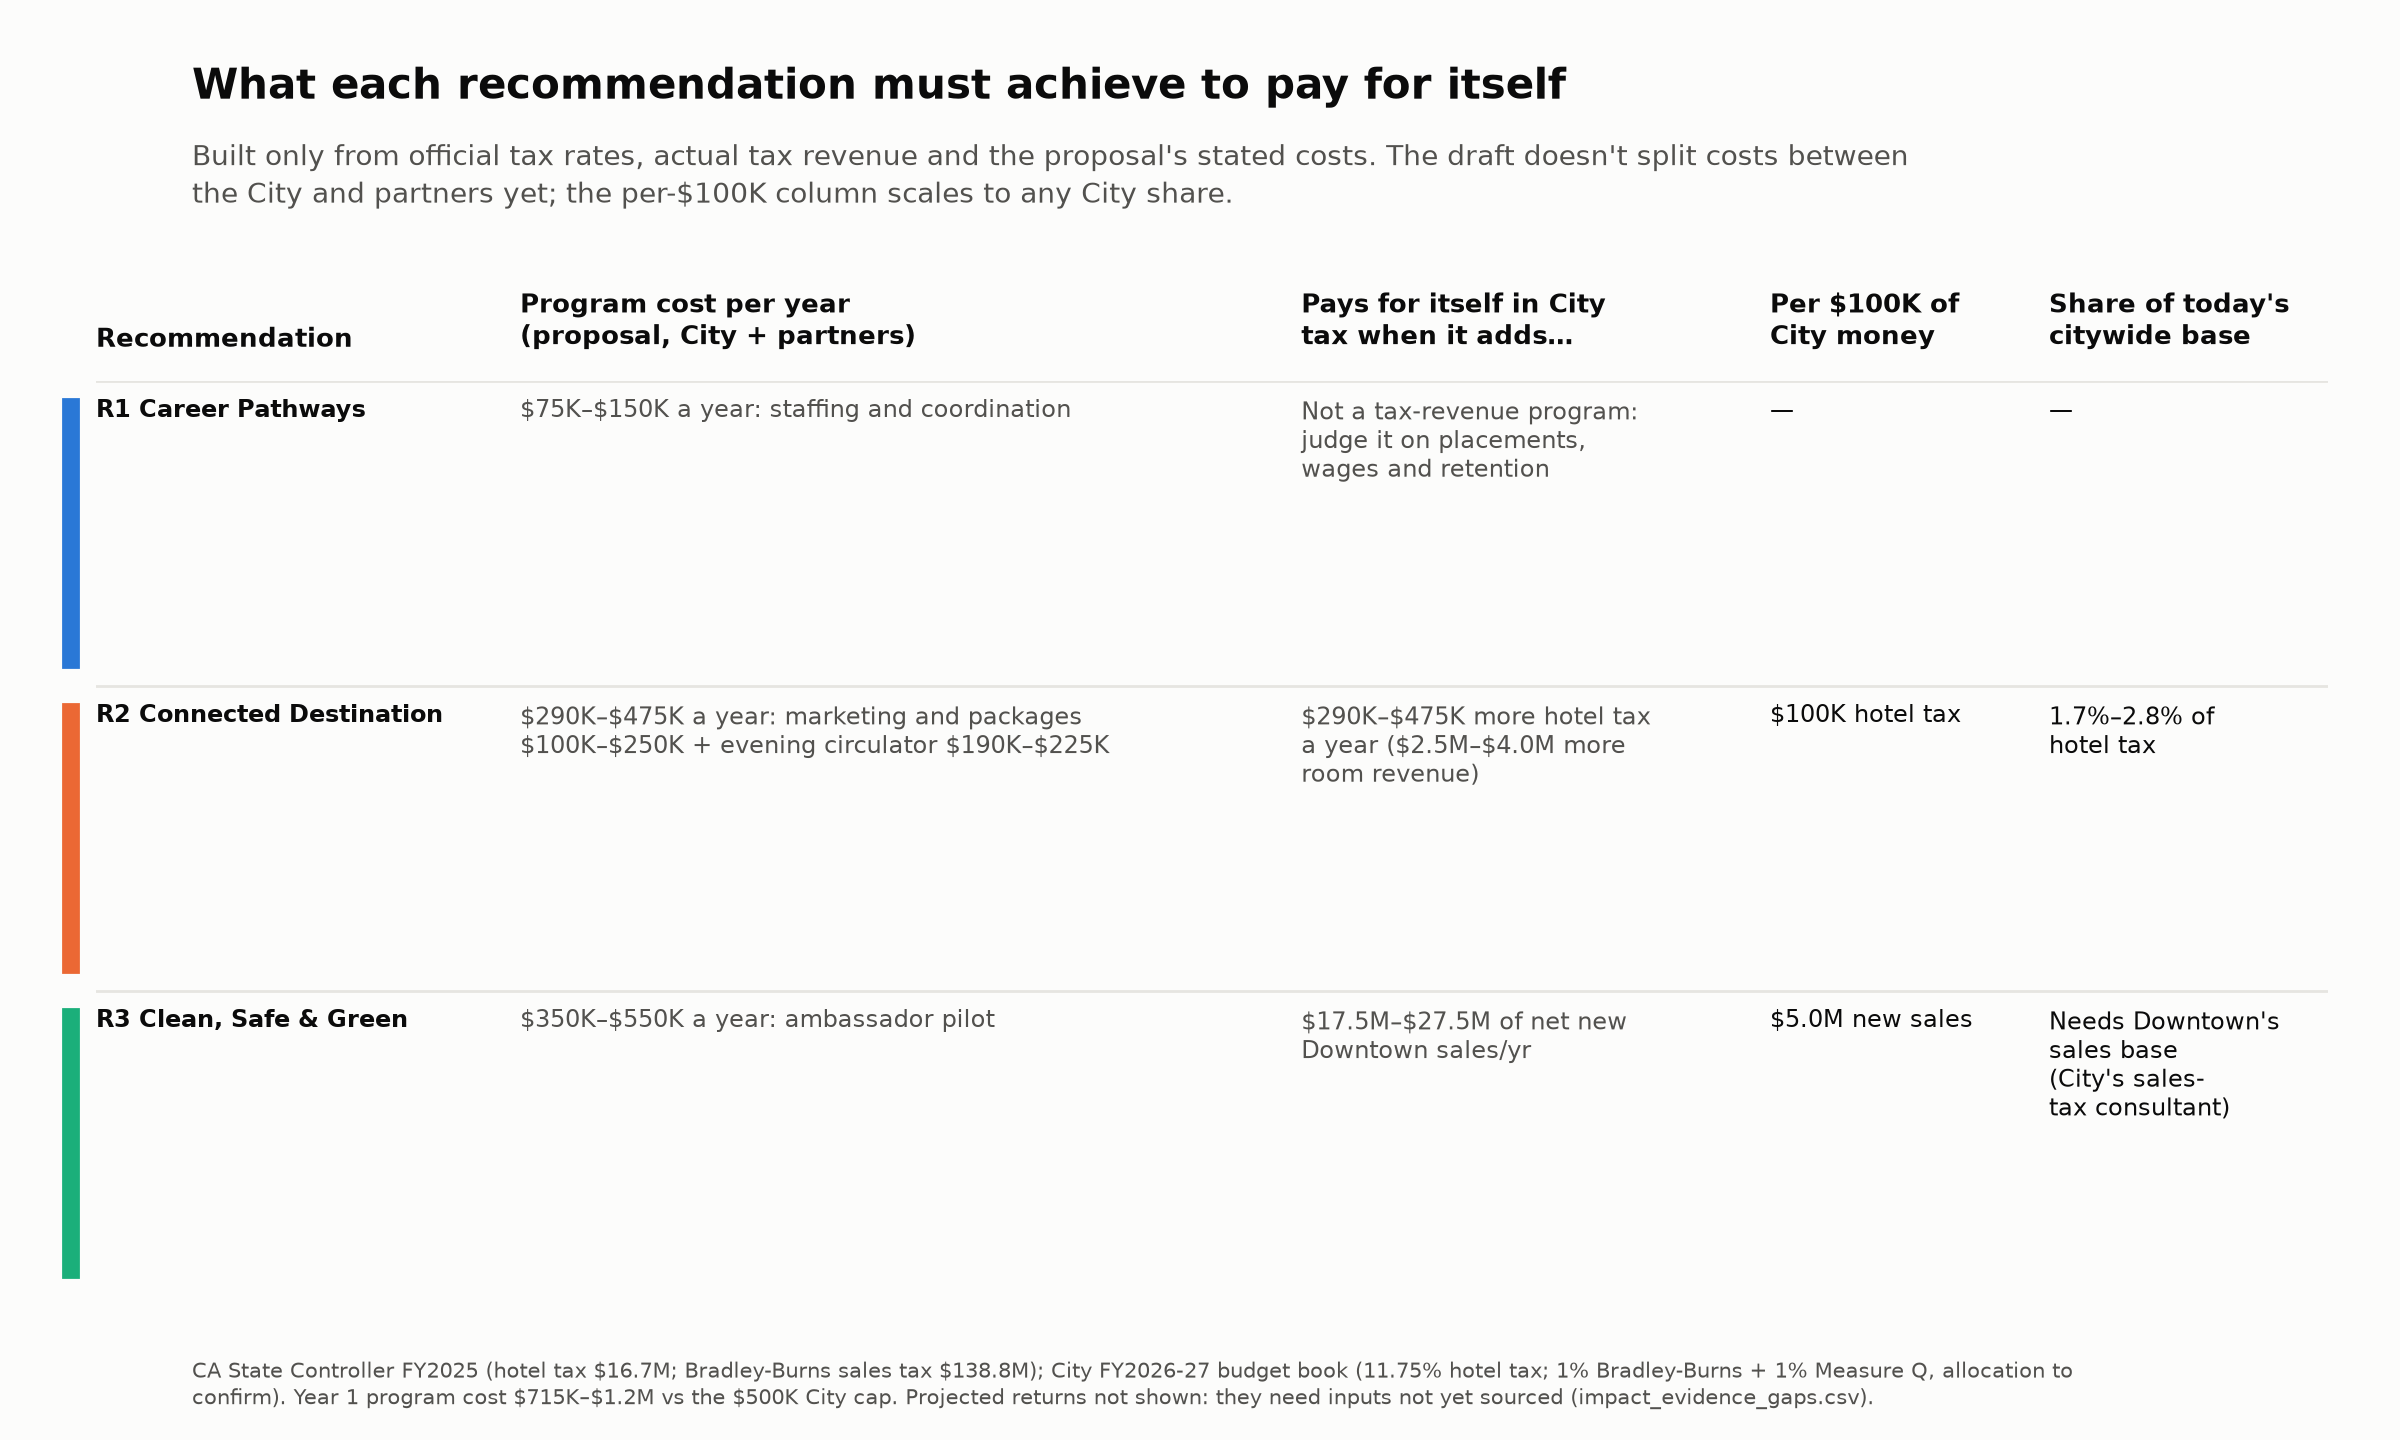 What each recommendation must achieve to pay for itself
Built only from official tax rates, actual tax revenue and the proposal's stated costs. The draft doesn't split costs between
the City and partners yet; the per-$100K column scales to any City share.
Recommendation
Program cost per year
(proposal, City + partners)
Pays for itself in City
tax when it adds…
Per $100K of
City money
Share of today's
citywide base
R1 Career Pathways
$75K–$150K a year: staffing and coordination
Not a tax-revenue program:
judge it on placements,
wages and retention
—
—
R2 Connected Destination
$290K–$475K a year: marketing and packages
$100K–$250K + evening circulator $190K–$225K
$290K–$475K more hotel tax
a year ($2.5M–$4.0M more
room revenue)
$100K hotel tax
1.7%–2.8% of
hotel tax
R3 Clean, Safe & Green
$350K–$550K a year: ambassador pilot
$17.5M–$27.5M of net new
Downtown sales/yr
$5.0M new sales
Needs Downtown's
sales base
(City's sales-
tax consultant)
CA State Controller FY2025 (hotel tax $16.7M; Bradley-Burns sales tax $138.8M); City FY2026-27 budget book (11.75% hotel tax; 1% Bradley-Burns + 1% Measure Q, allocation to
confirm). Year 1 program cost $715K–$1.2M vs the $500K City cap. Projected returns not shown: they need inputs not yet sourced (impact_evidence_gaps.csv).